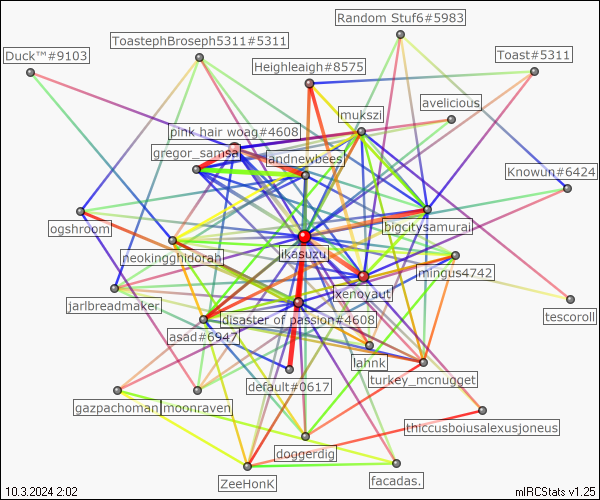 Random Stuf6#5983
ToastephBroseph5311#5311
Duck™#9103
Toast#5311
Heighleaigh#8575
avelicious
mukszi
pink hair woag#4608
gregor_samsa
andnewbees
Knowun#6424
ogshroom
bigcitysamurai
ikasuzu
neokingghidorah
mingus4742
xenoyaut
jarlbreadmaker
disaster of passion#4608
tescoroll
asad#6947
lahnk
turkey_mcnugget
default#0617
gazpachoman
moonraven
thiccusboiusalexusjoneus
doggerdig
ZeeHonK
facadas.
10.3.2024 2:02
mIRCStats v1.25